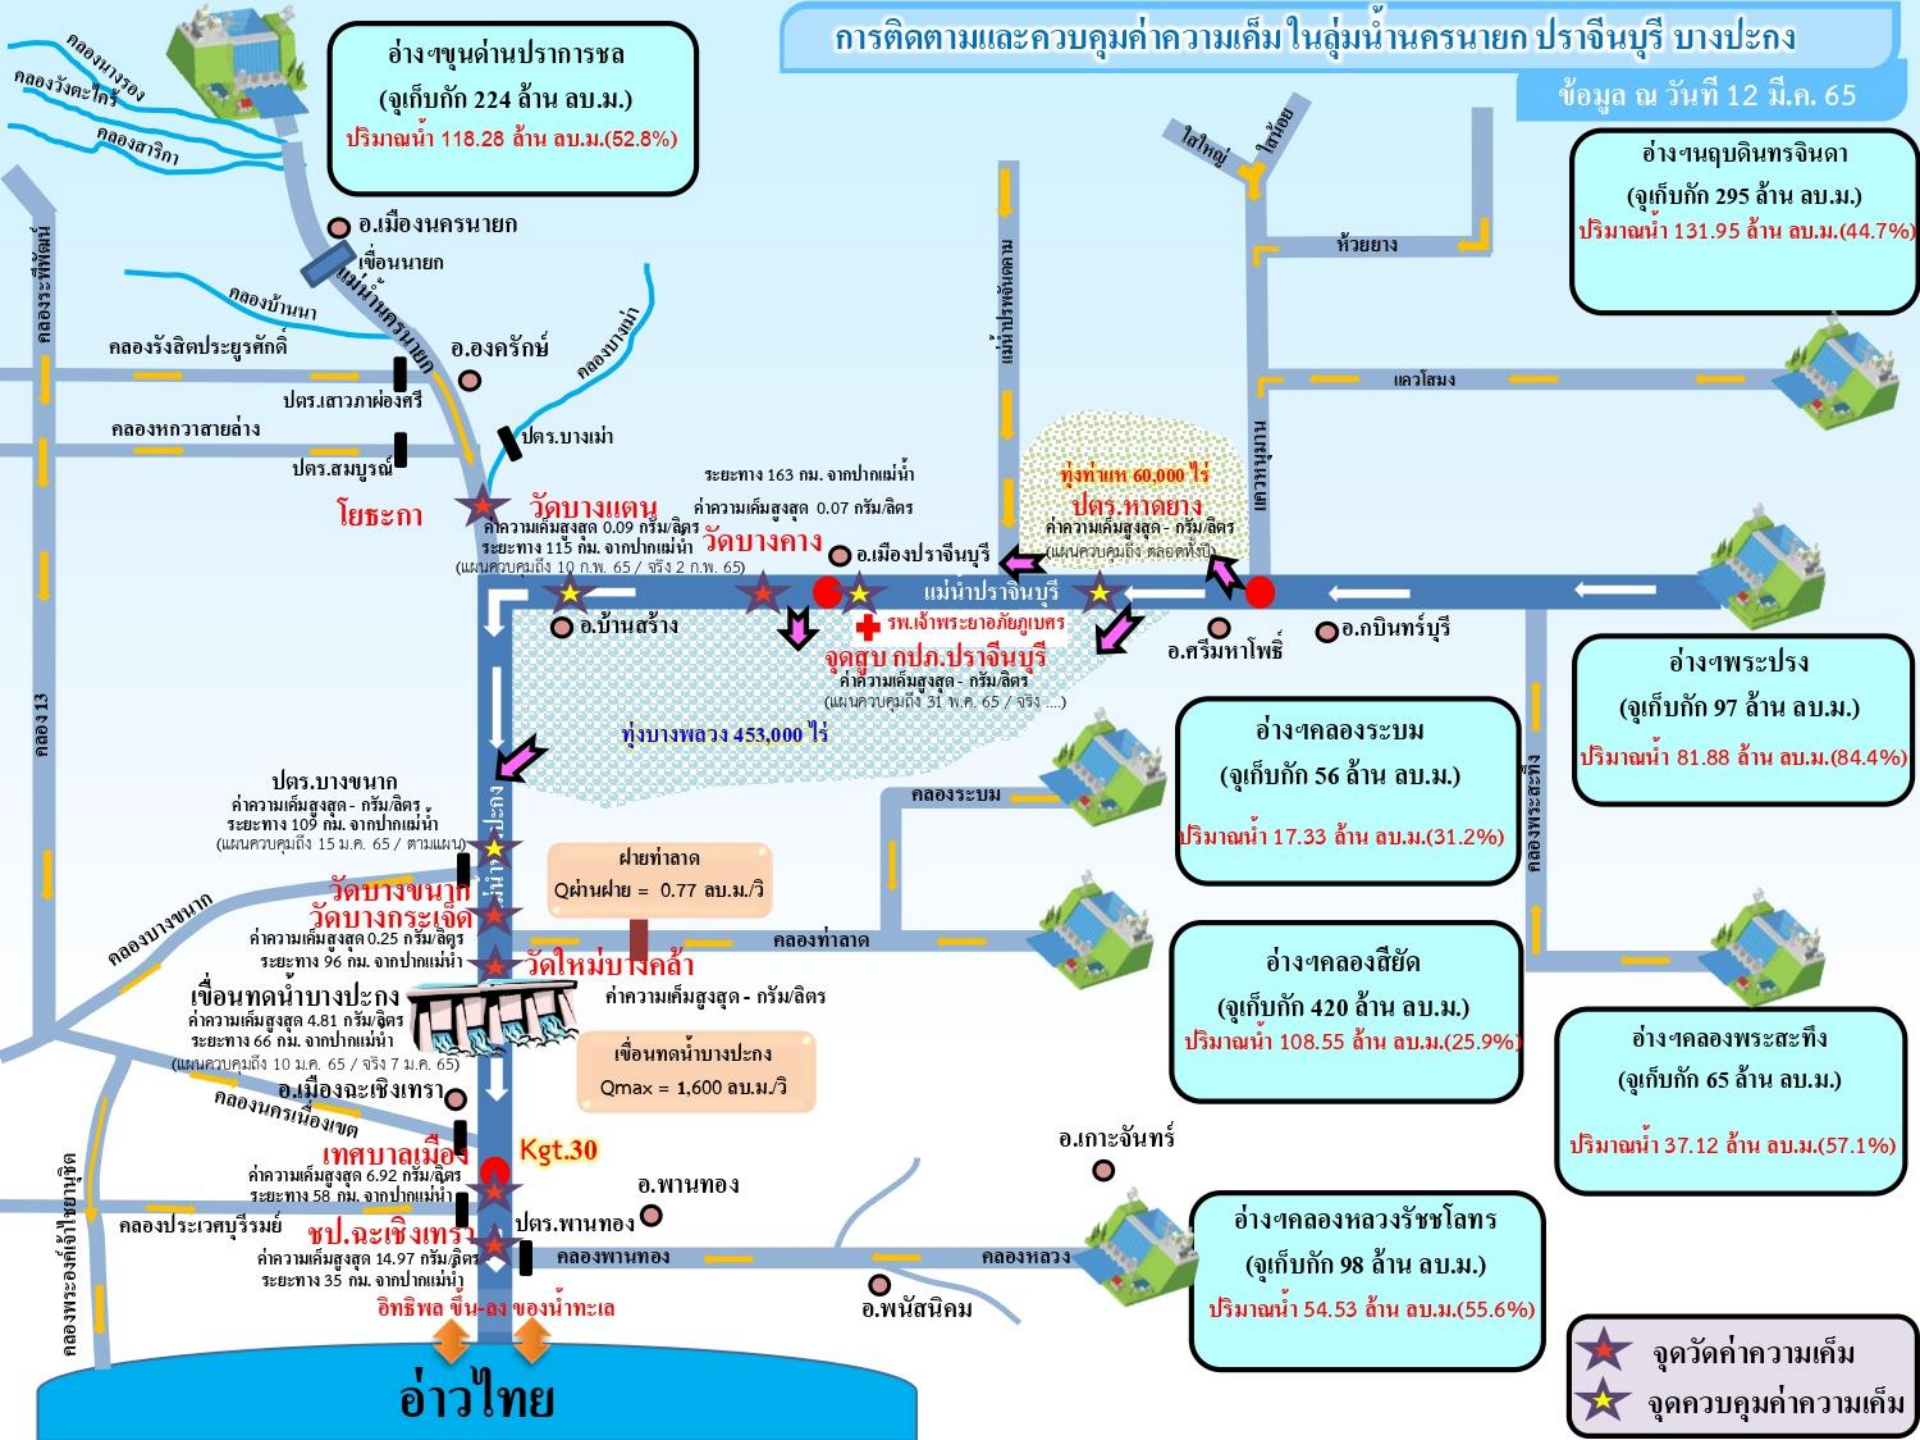 การติดตามและควบคุมค่าความเค็ม ในลุ่มน้ำนครนายก ปราจีนบุรี บางปะกง
ข้อมูล ณ วันที่ 12 มี.ค. 65
อ่างฯขุนด่านปราการชล
(จุเก็บกัก 224 ล้าน ลบ.ม.)
ปริมาณน้ำ 118.28 ล้าน ลบ.ม.(52.8%)
คลองนางรอง
คลองวังตะไคร้
คลองสาริกา
ใสใหญ่
ใสน้อย
อ่างฯนฤบดินทรจินดา
(จุเก็บกัก 295 ล้าน ลบ.ม.)
ปริมาณน้ำ 131.95 ล้าน ลบ.ม.(44.7%)
อ.เมืองนครนายก
เขื่อนนายก
แม่น้ำนครนายก
คลองระพีพัฒน์
คลองบ้านนา
ห้วยยาง
คลองรังสิตประยูรศักดิ์
อ.องครักษ์
คลองบางเม่า
ปตร.เสาวภาผ่องศรี
แควโสมง
คลองหกวาสายล่าง
ปตร.สมบูรณ์
ปตร.บางเม่า
แควหนุมาน
ระยะทาง 163 กม. จากปากแม่น้ำ
ค่าความเค็มสูงสุด 0.07 กรัม/ลิตร
วัดบางคาง
โยธะกา
วัดบางแตน
ค่าความเค็มสูงสุด 0.09 กรัม/ลิตร
ระยะทาง 115 กม. จากปากแม่น้ำ
(แผนควบคุมถึง 10 ก.พ. 65 / จริง 2 ก.พ. 65)
ทุ่งท่าแห 60,000 ไร่
ปตร.หาดยาง
ค่าความเค็มสูงสุด - กรัม/ลิตร
(แผนควบคุมถึง ตลอดทั้งปี)
อ.เมืองปราจีนบุรี
แม่น้ำปราจีนบุรี
อ.บ้านสร้าง
รพ.เจ้าพระยาอภัยภูเบศร
จุดสูบ กปภ.ปราจีนบุรี
ค่าความเค็มสูงสุด - กรัม/ลิตร
(แผนควบคุมถึง 31 พ.ค. 65 / จริง ....)
อ.ศรีมหาโพธิ์
อ.กบินทร์บุรี
ทุ่งบางพลวง 453,000 ไร่
คลอง 13
อ่างฯพระปรง
(จุเก็บกัก 97 ล้าน ลบ.ม.)
ปริมาณน้ำ 81.88 ล้าน ลบ.ม.(84.4%)
อ่างฯคลองระบม
(จุเก็บกัก 56 ล้าน ลบ.ม.)
ปริมาณน้ำ 17.33 ล้าน ลบ.ม.(31.2%)
คลองพระสะทึง
คลองระบม
ปตร.บางขนาก
ค่าความเค็มสูงสุด - กรัม/ลิตร
ระยะทาง 109 กม. จากปากแม่น้ำ
(แผนควบคุมถึง 15 ม.ค. 65 / ตามแผน)
ฝายท่าลาด
Qผ่านฝาย = 0.77 ลบ.ม./วิ
วัดบางขนาก
วัดบางกระเจ็ด
ค่าความเค็มสูงสุด 0.25 กรัม/ลิตร
ระยะทาง 96 กม. จากปากแม่น้ำ
คลองบางขนาก
คลองท่าลาด
วัดใหม่บางคล้า
ค่าความเค็มสูงสุด - กรัม/ลิตร
อ่างฯคลองสียัด
(จุเก็บกัก 420 ล้าน ลบ.ม.)
ปริมาณน้ำ 108.55 ล้าน ลบ.ม.(25.9%)
เขื่อนทดน้ำบางปะกง
ค่าความเค็มสูงสุด 4.81 กรัม/ลิตร
ระยะทาง 66 กม. จากปากแม่น้ำ
(แผนควบคุมถึง 10 ม.ค. 65 / จริง 7 ม.ค. 65)
เขื่อนทดน้ำบางปะกง
Qmax = 1,600 ลบ.ม./วิ
อ่างฯคลองพระสะทึง
(จุเก็บกัก 65 ล้าน ลบ.ม.)
ปริมาณน้ำ 37.12 ล้าน ลบ.ม.(57.1%)
อ.เมืองฉะเชิงเทรา
คลองนครเนื่องเขต
เทศบาลเมือง
Kgt.30
ค่าความเค็มสูงสุด 6.92 กรัม/ลิตร
ระยะทาง 58 กม. จากปากแม่น้ำ
อ.เกาะจันทร์
อ.พานทอง
ปตร.พานทอง
คลองประเวศบุรีรมย์
คลองพระองค์เจ้าไชยานุชิต
ชป.ฉะเชิงเทรา
ค่าความเค็มสูงสุด 14.97 กรัม/ลิตร
ระยะทาง 35 กม. จากปากแม่น้ำ
คลองพานทอง
คลองหลวง
อ.พนัสนิคม
อ่างฯคลองหลวงรัชชโลทร
(จุเก็บกัก 98 ล้าน ลบ.ม.)
ปริมาณน้ำ 54.53 ล้าน ลบ.ม.(55.6%)
อิทธิพล ขึ้น-ลง ของน้ำทะเล
อ่าวไทย
จุดวัดค่าความเค็ม
จุดควบคุมค่าความเค็ม